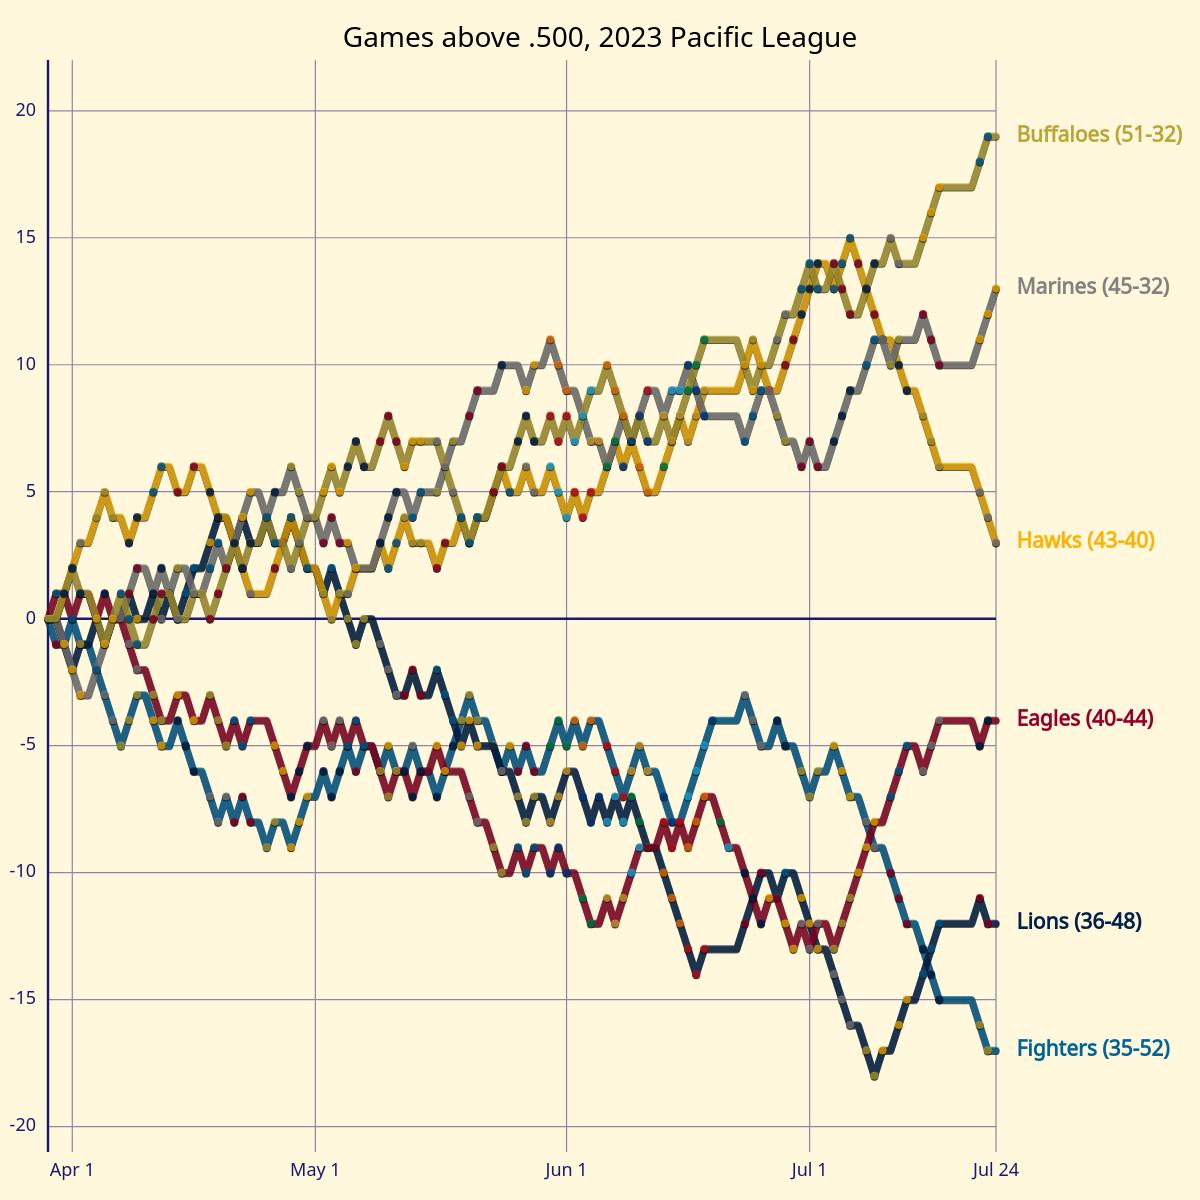 Games above .500, 2023 Pacific League
20
15
10
5
0
-5
-10
-15
-20
Buffaloes (51-32)
Marines (45-32)
Hawks (43-40)
Eagles (40-44)
Lions (36-48)
Fighters (35-52)
Apr 1
May 1
Jun 1
Jul 1
Jul 24